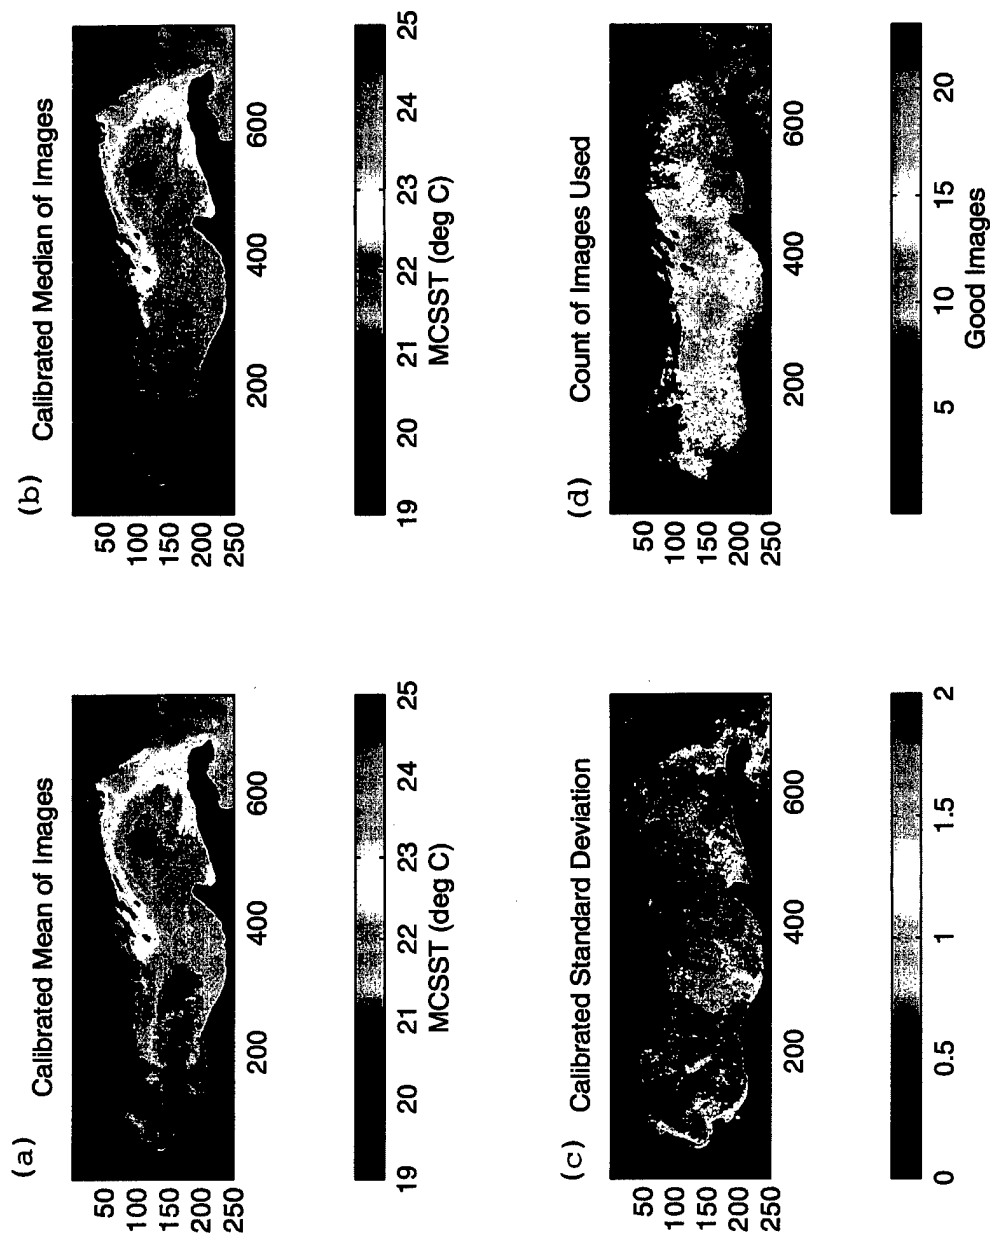 (a) Calibrated Mean of Images
50
100
150
200
250
200 400 600
19 20 21 22 23 24 25
MCSST (deg C)
(b) Calibrated Median of Images
50
100
150
200
250
200 400 600
19 20 21 22 23 24 25
MCSST (deg C)
(c) Calibrated Standard Deviation
50
100
150
200
250
200 400 600
0 0.5 1 1.5 2
(d) Count of Images Used
50
100
150
200
250
200 400 600
5 10 15 20
Good Images